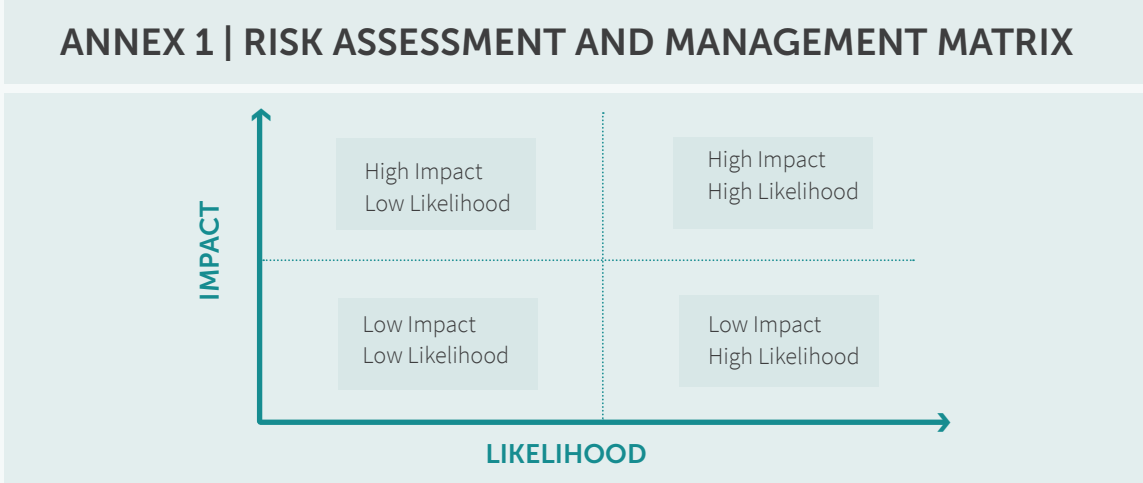 ANNEX 1 | RISK ASSESSMENT AND MANAGEMENT MATRIX
IMPACT
High Impact
Low Likelihood
High Impact
High Likelihood
Low Impact
Low Likelihood
Low Impact
High Likelihood
LIKELIHOOD